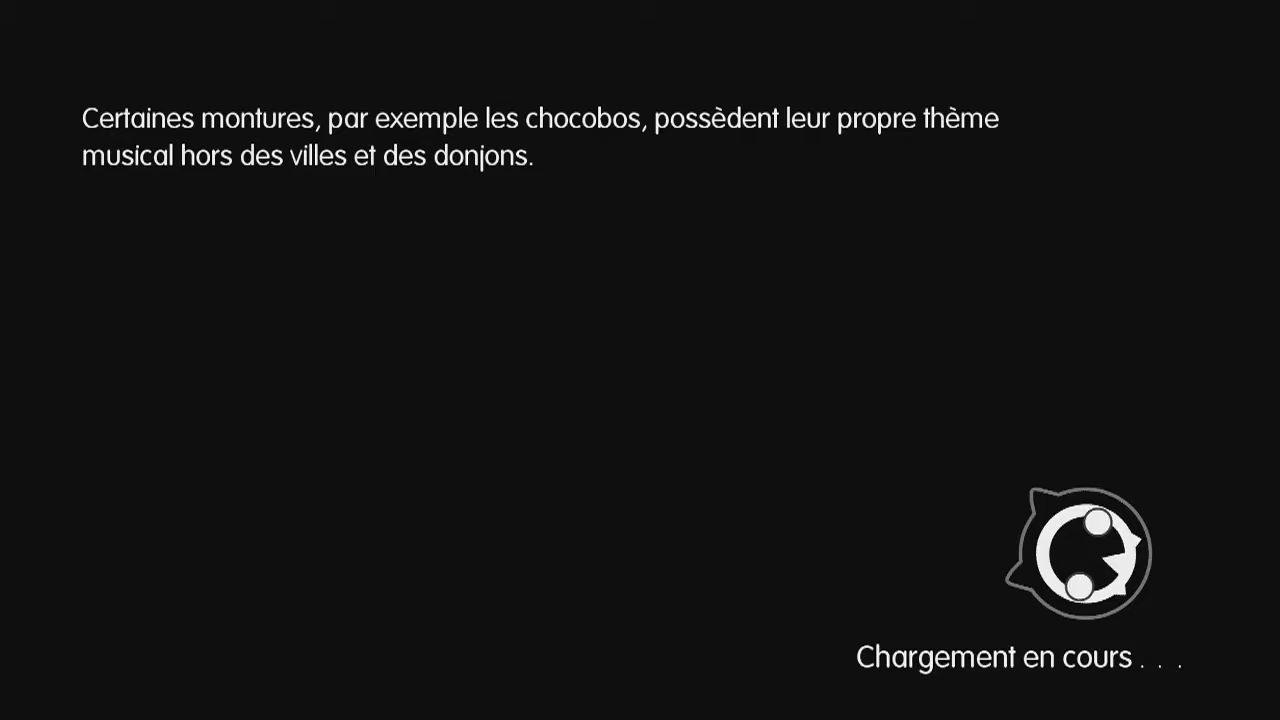 Certaines montures, par exemple les chocobos, possèdent leur propre thème
musical hors des villes et des donjons.
Chargement en cours . . .